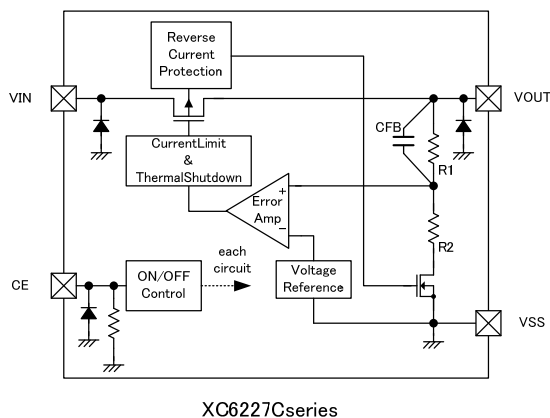 Reverse
Current
Protection
VIN
VOUT
CFB
R1
CurrentLimit
&
ThermalShutdown
+
Error
Amp
−
R2
each
circuit
CE
ON/OFF
Control
Voltage
Reference
VSS
XC6227Cseries